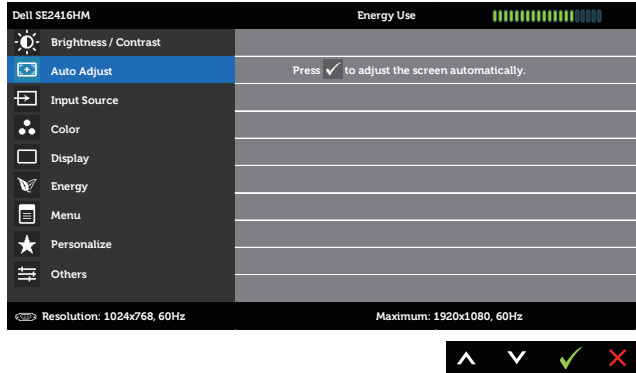 Dell SE2416HM Energy Use
Brightness / Contrast
Auto Adjust Press ✓ to adjust the screen automatically.
Input Source
Color
Display
Energy
Menu
Personalize
Others
Resolution: 1024x768, 60Hz Maximum: 1920x1080, 60Hz